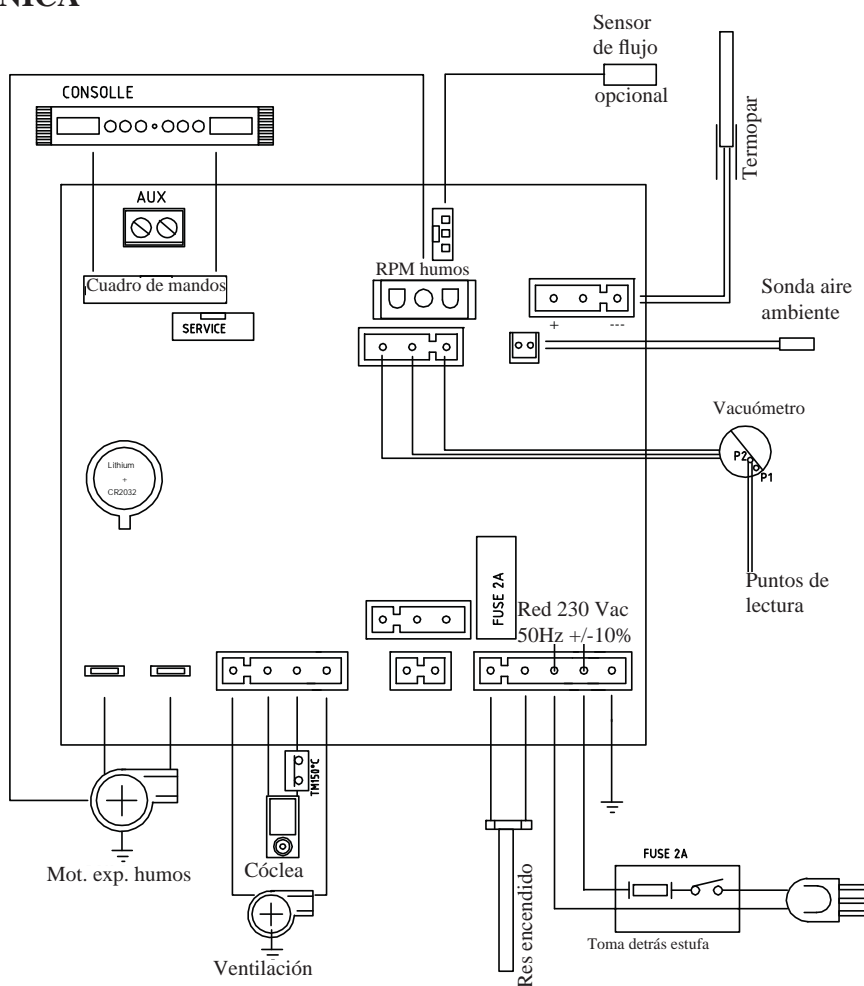 Sensor
de flujo
opcional
CONSOLLE
Termopar
AUX
Cuadro de mandos
RPM humos
SERVICE
+
---
Sonda aire
ambiente
Vacuómetro
P2
P1
Lithium
+
CR2032
Puntos de
lectura
FUSE 2A
Red 230 Vac
50Hz +/-10%
TM150°C
Mot. exp. humos
Cóclea
Ventilación
Res encendido
FUSE 2A
Toma detrás estufa